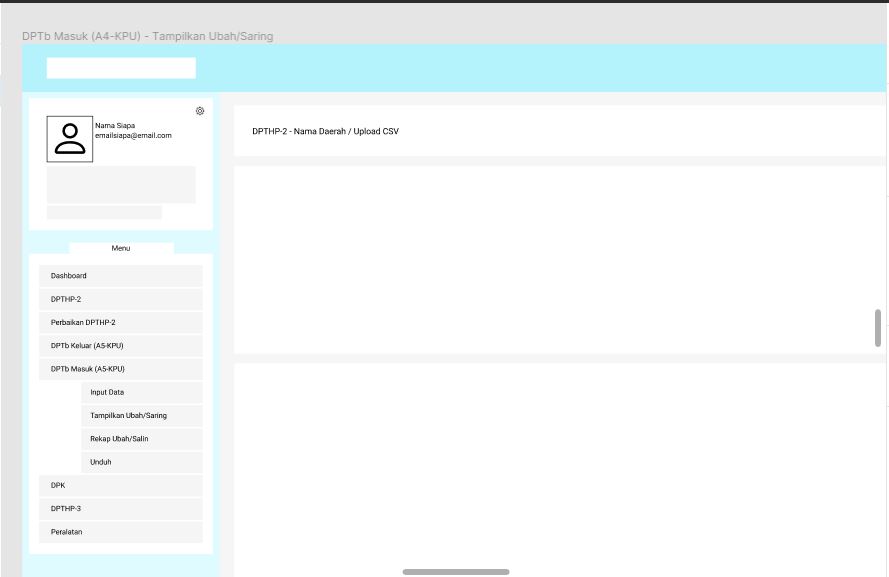 DPTb Masuk (A4-KPU) - Tampilkan Ubah/Saring
Nama Siapa
emailsiapa@email.com
DPTHP-2 - Nama Daerah / Upload CSV
Menu
Dashboard
DPTHP-2
Perbaikan DPTHP-2
DPTb Keluar (A5-KPU)
DPTb Masuk (A5-KPU)
Input Data
Tampilkan Ubah/Saring
Rekap Ubah/Salin
Unduh
DPK
DPTHP-3
Peralatan